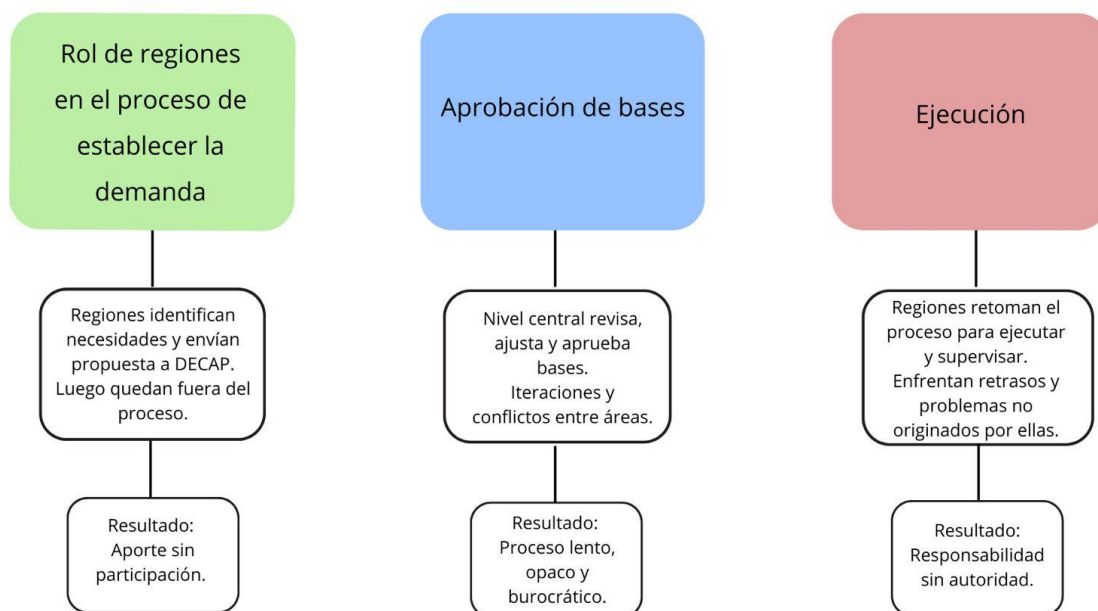 Rol de regiones
en el proceso de
establecer la
demanda
Regiones identifican
necesidades y envían
propuesta a DECAP.
Luego quedan fuera del
proceso.
Resultado:
Aporte sin
participación.
Aprobación de bases
Nivel central revisa,
ajusta y aprueba
bases.
Iteraciones y
conflictos entre áreas.
Resultado:
Proceso lento,
opaco y
burocrático.
Ejecución
Regiones retoman el
proceso para ejecutar
y supervisar.
Enfrentan retrasos y
problemas no
originados por ellas.
Resultado:
Responsabilidad
sin autoridad.